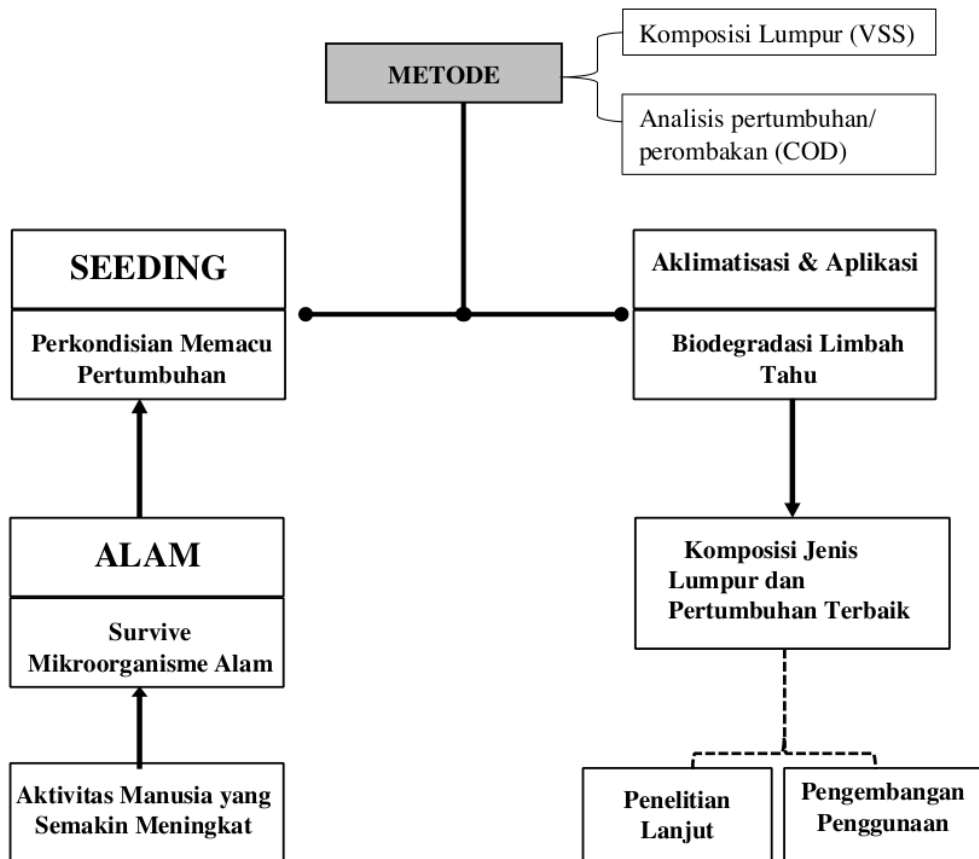 METODE
Komposisi Lumpur (VSS)
Analisis pertumbuhan/
perombakan (COD)
SEEDING
Perkondisian Memacu
Pertumbuhan
Aklimatisasi & Aplikasi
Biodegradasi Limbah
Tahu
ALAM
Survive
Mikroorganisme Alam
Komposisi Jenis
Lumpur dan
Pertumbuhan Terbaik
Aktivitas Manusia yang
Semakin Meningkat
Penelitian
Lanjut
Pengembangan
Penggunaan